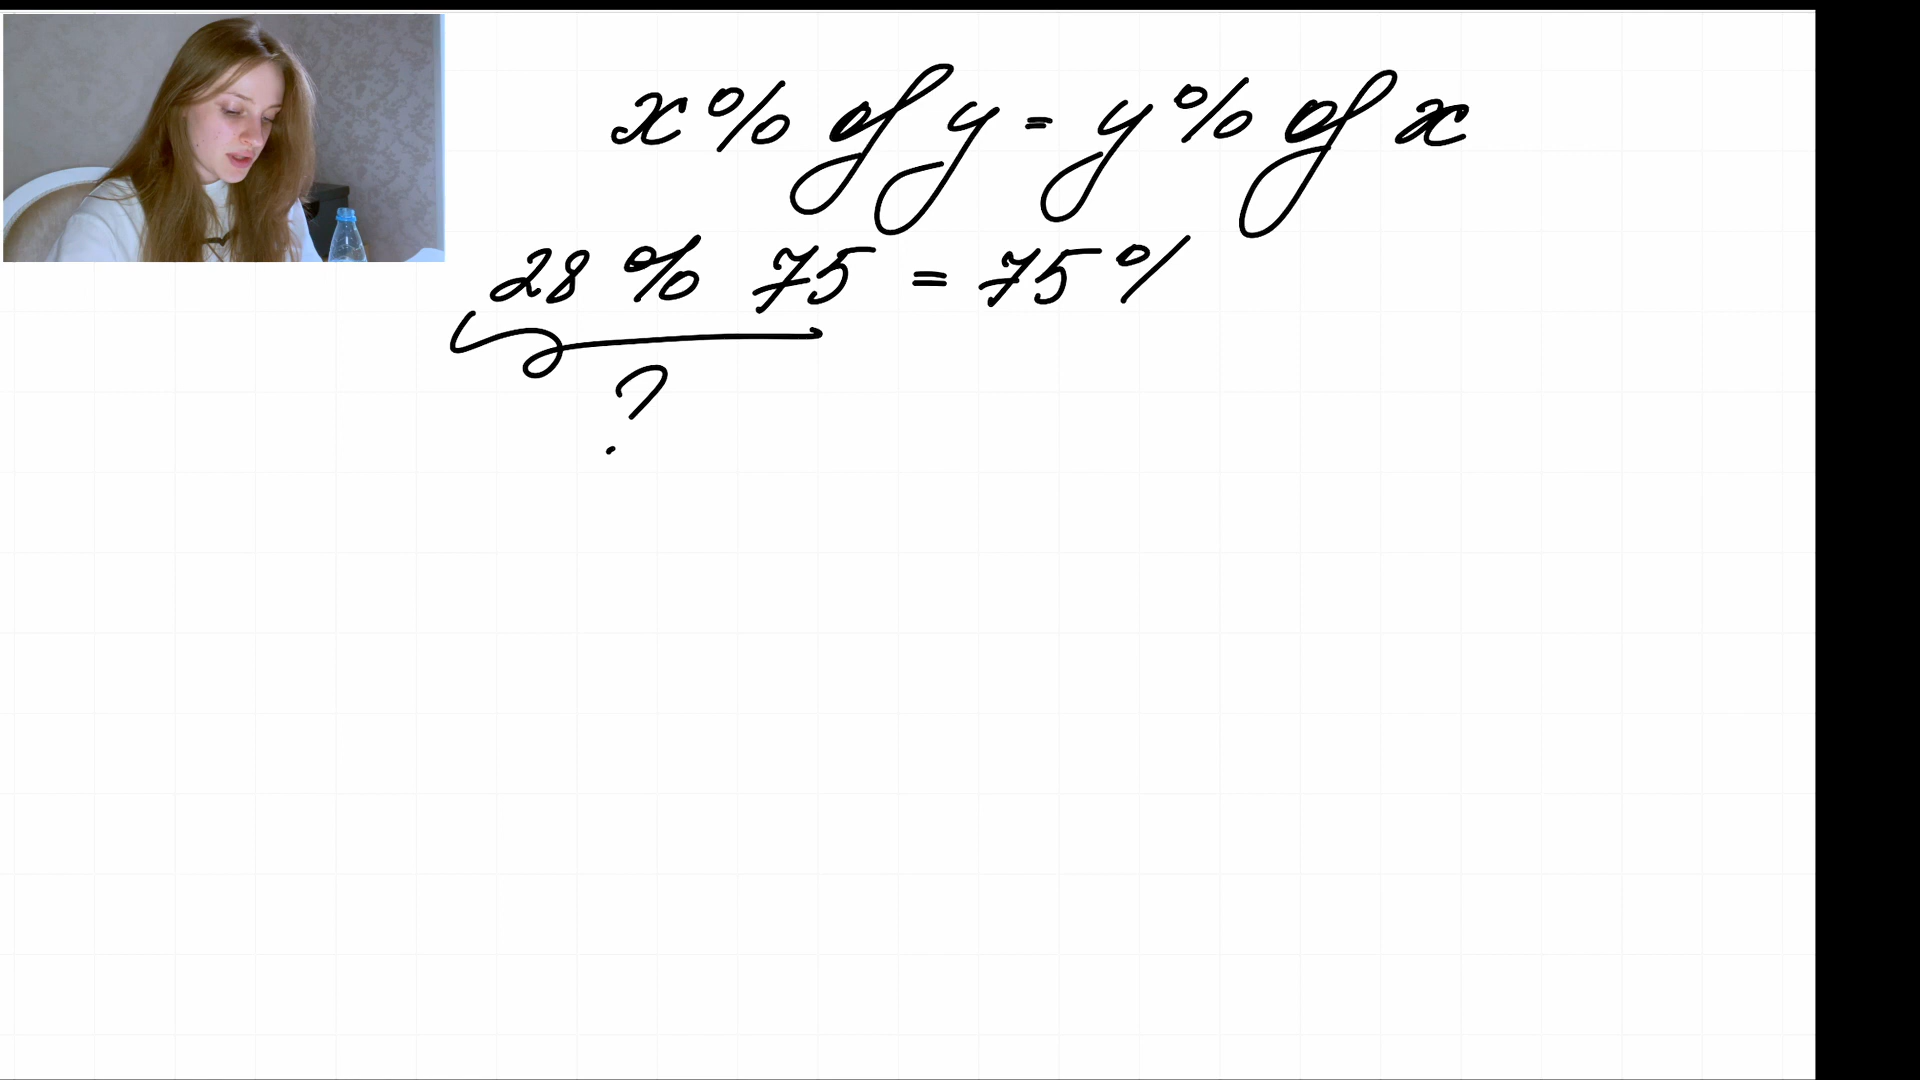 x% of y = y% of x
28% 75 = 75%
?